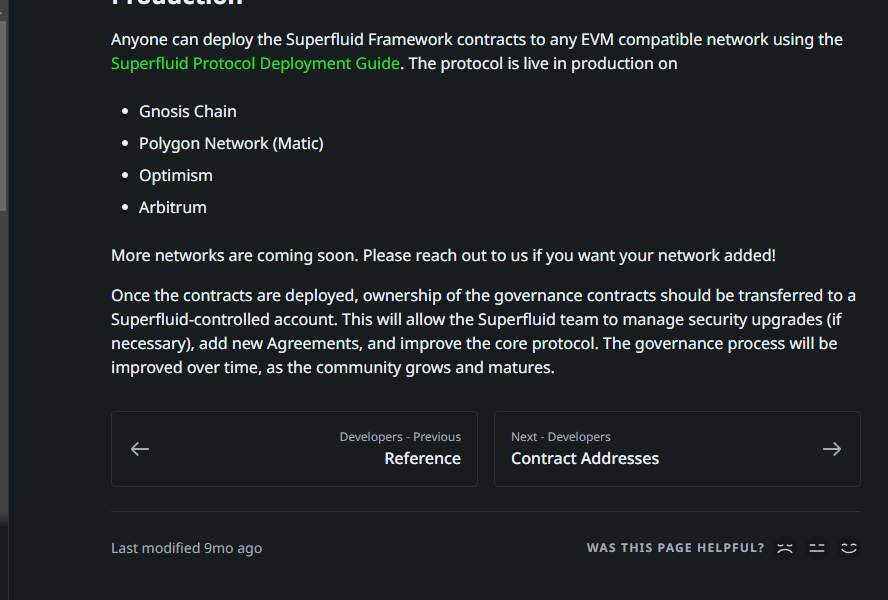 Production
Anyone can deploy the Superfluid Framework contracts to any EVM compatible network using the
Superfluid Protocol Deployment Guide. The protocol is live in production on
• Gnosis Chain
• Polygon Network (Matic)
• Optimism
• Arbitrum
More networks are coming soon. Please reach out to us if you want your network added!
Once the contracts are deployed, ownership of the governance contracts should be transferred to a
Superfluid-controlled account. This will allow the Superfluid team to manage security upgrades (if
necessary), add new Agreements, and improve the core protocol. The governance process will be
improved over time, as the community grows and matures.
Developers - Previous
Reference
Next - Developers
Contract Addresses
Last modified 9mo ago
WAS THIS PAGE HELPFUL?